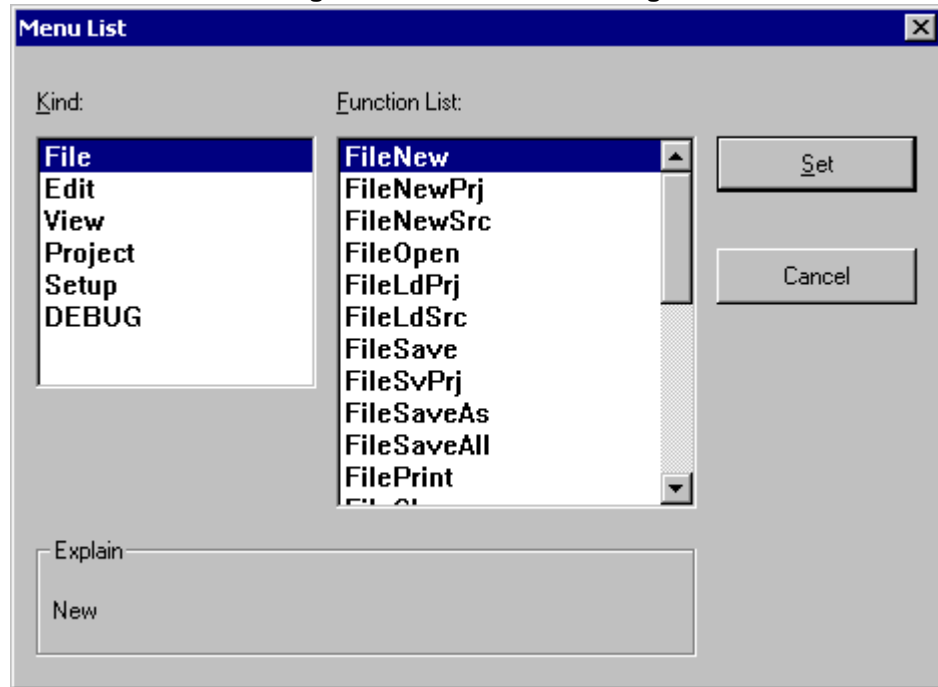 Menu List
Kind:
Function List:
File
Edit
View
Project
Setup
DEBUG
FileNew
FileNewPrj
FileNewSrc
FileOpen
FileLdPrj
FileLdSrc
FileSave
FileSvPrj
FileSaveAs
FileSaveAll
FilePrint
Set
Cancel
Explain
New